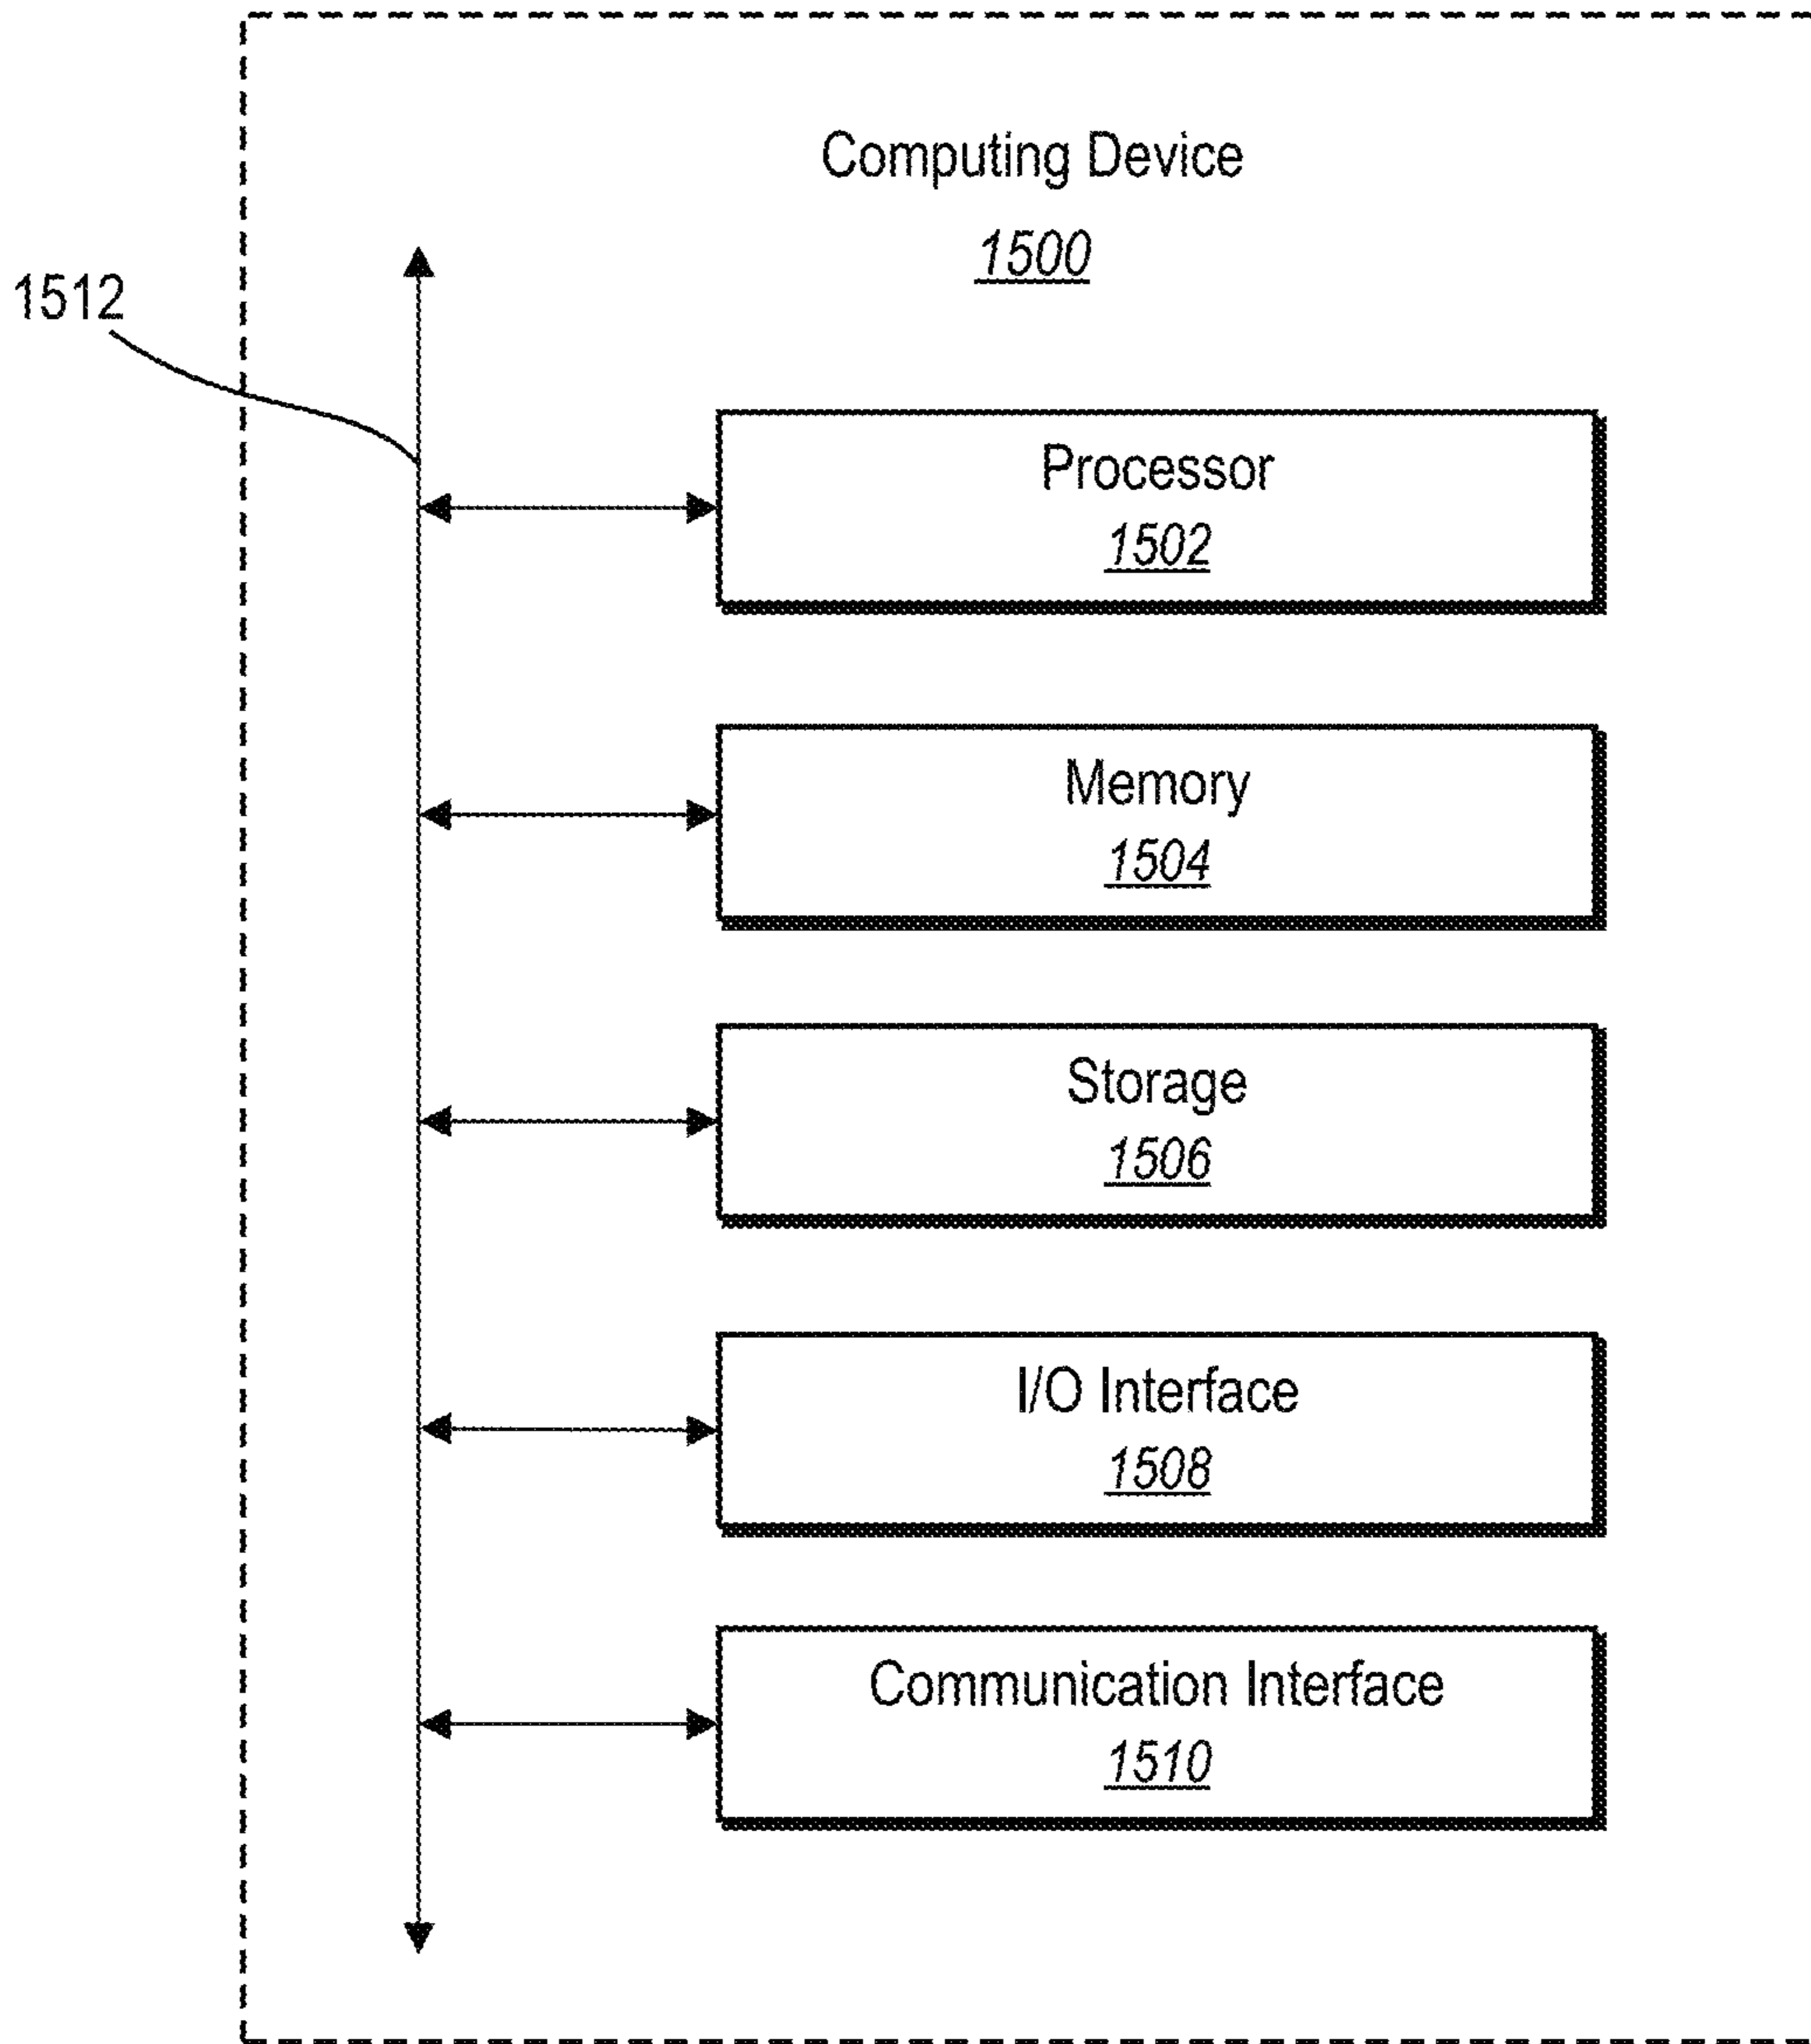 Computing Device
1500
1512
Processor
1502
Memory
1504
Storage
1506
I/O Interface
1508
Communication Interface
1510